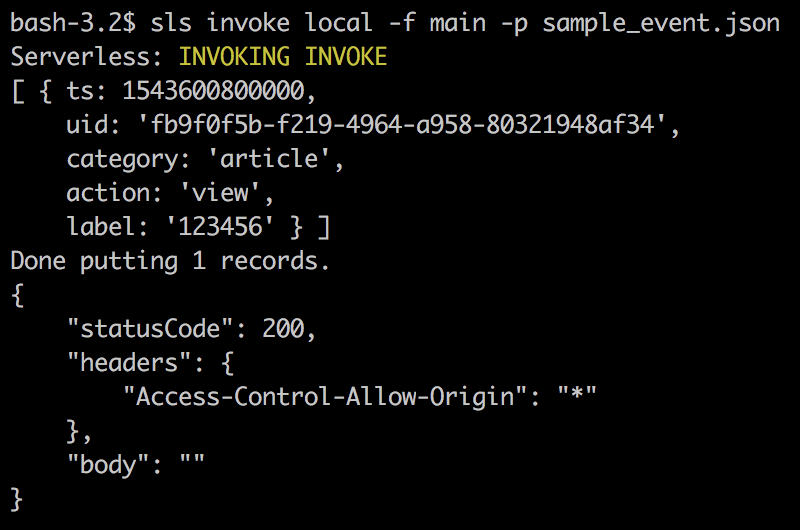 bash-3.2$ sls invoke local -f main -p sample_event.json
Serverless: INVOKING INVOKE
[ { ts: 1543600800000,
    uid: 'fb9f0f5b-f219-4964-a958-80321948af34',
    category: 'article',
    action: 'view',
    label: '123456' } ]
Done putting 1 records.
{
    "statusCode": 200,
    "headers": {
        "Access-Control-Allow-Origin": "*"
    },
    "body": ""
}